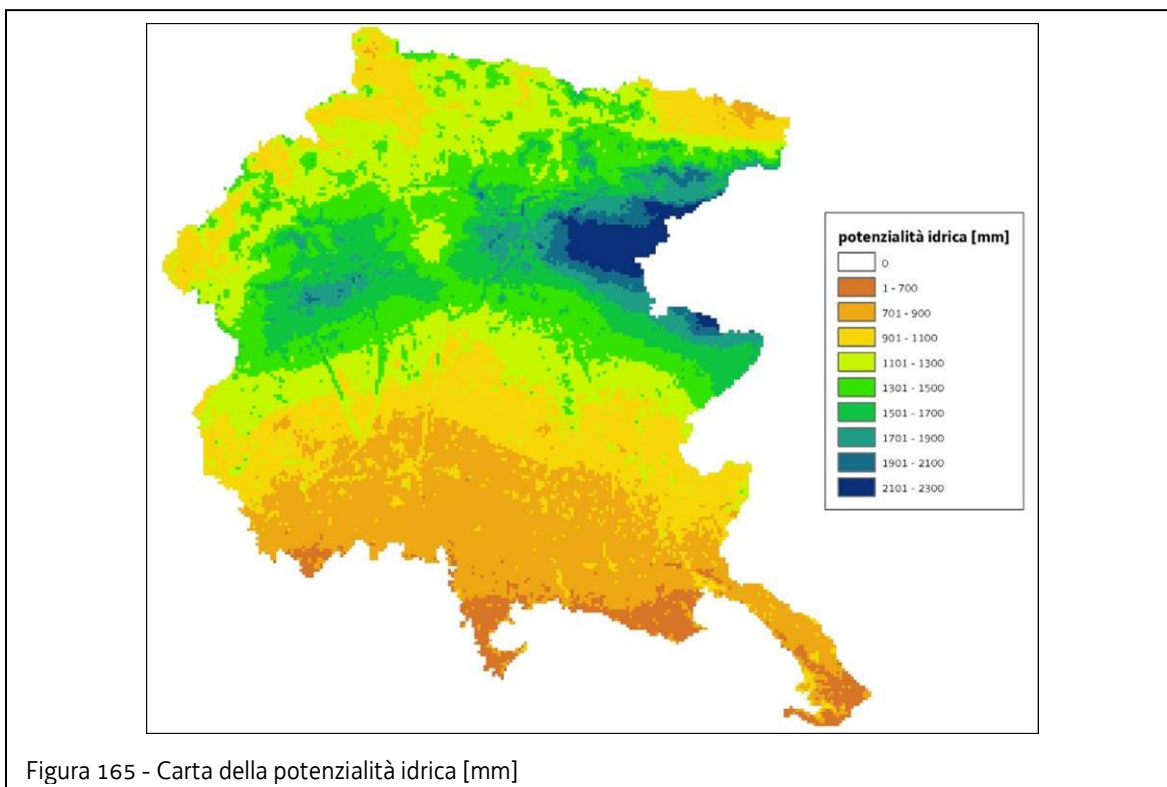 potenzialità idrica [mm]
0
1 - 700
701 - 900
901 - 1100
1101 - 1300
1301 - 1500
1501 - 1700
1701 - 1900
1901 - 2100
2101 - 2300
Figura 165 - Carta della potenzialità idrica [mm]